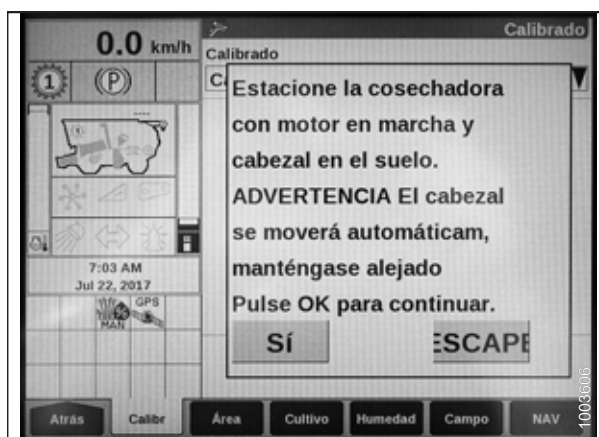 0.0 km/h
Calibrado
Calibrado
1
(P)
Estacione la cosechadora
con motor en marcha y
cabezal en el suelo.
ADVERTENCIA El cabezal
se moverá automáticam,
manténgase alejado
Pulse OK para continuar.
Sí
ESCAPE
7:03 AM
Jul 22, 2017
GPS
MAN
Atrás
Calibr
Área
Cultivo
Humedad
Campo
NAV
1003606